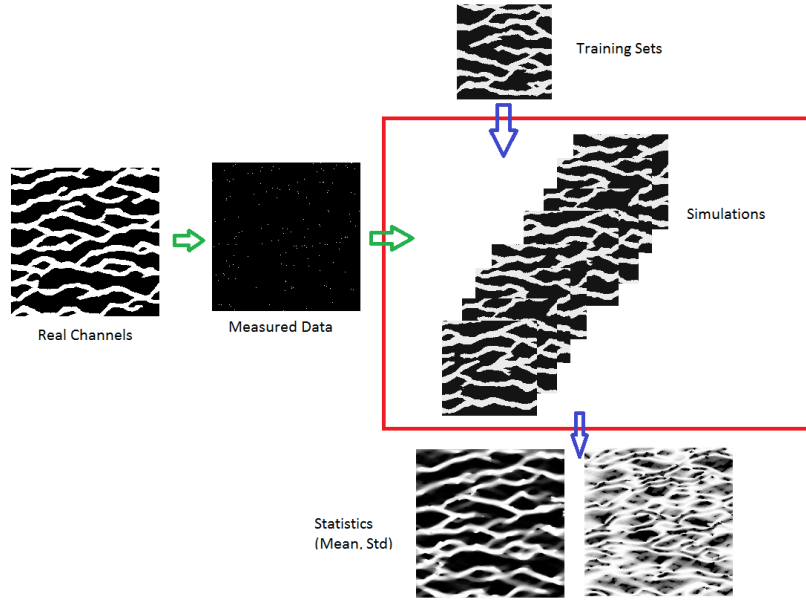 Training Sets
Simulations
Real Channels
Measured Data
Statistics
(Mean, Std)